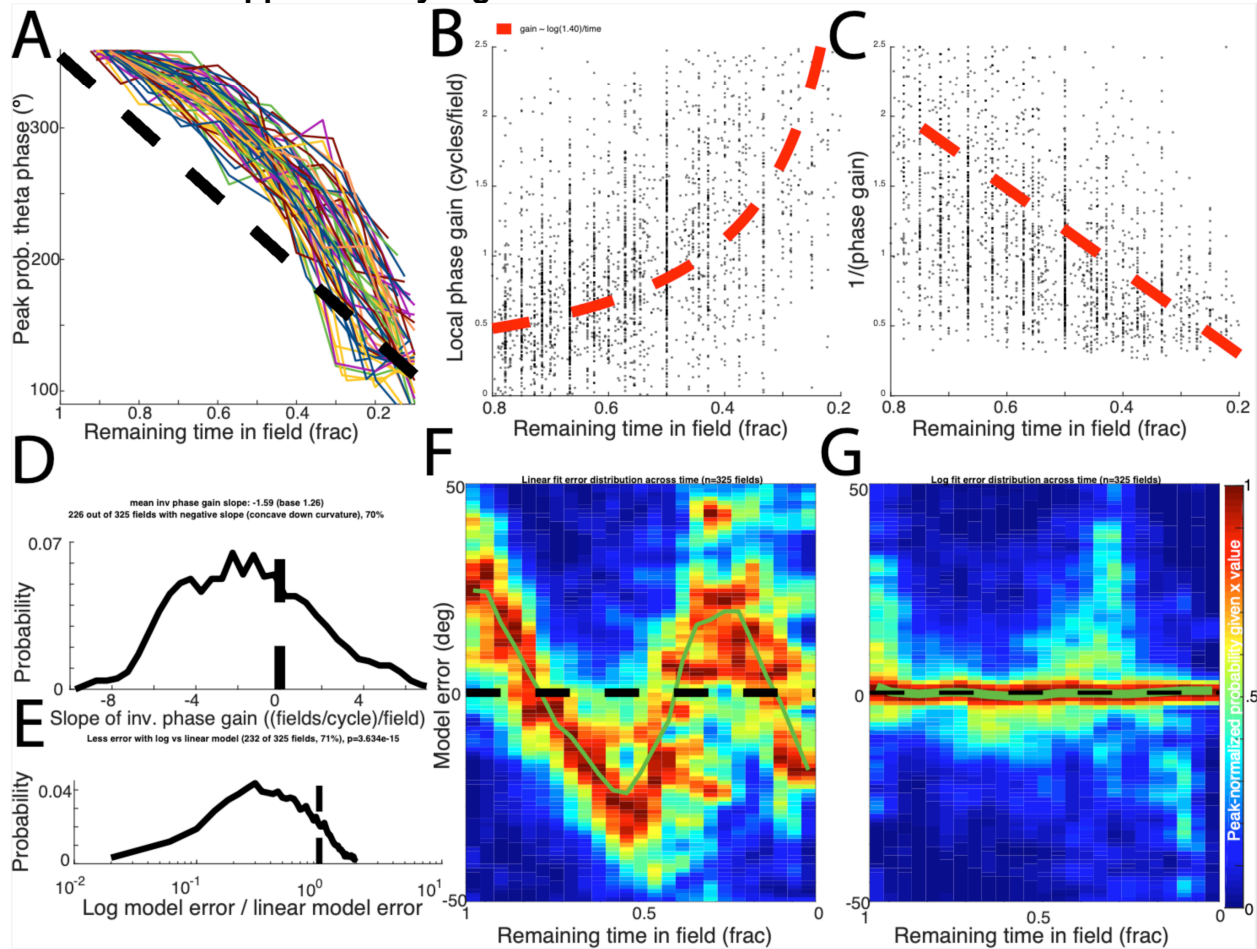 A
B
C
gain ~ log(1.40)/time
Peak prob. theta phase (°)
300
200
100
1
0.8
0.6
0.4
0.2
Remaining time in field (frac)
Local phase gain (cycles/field)
2.5
2
1.5
1
0.5
0
0.8
0.6
0.4
0.2
Remaining time in field (frac)
1/(phase gain)
2.5
2
1.5
1
0.5
0
0.8
0.6
0.4
0.2
Remaining time in field (frac)
D
mean inv phase gain slope: -1.59 (base 1.26)
226 out of 325 fields with negative slope (concave down curvature), 70%
0.07
0
Probability
-8
-4
0
4
Slope of inv. phase gain ((fields/cycle)/field)
E
Less error with log vs linear model (232 of 325 fields, 71%), p=3.634e-15
0.04
0
Probability
10-2
10-1
100
101
Log model error / linear model error
F
Linear fit error distribution across time (n=325 fields)
50
0
-50
Model error (deg)
1
0.5
0
Remaining time in field (frac)
G
Log fit error distribution across time (n=325 fields)
50
0
-50
1
0.5
0
Remaining time in field (frac)
1
.5
0
Peak-normalized probability given x value